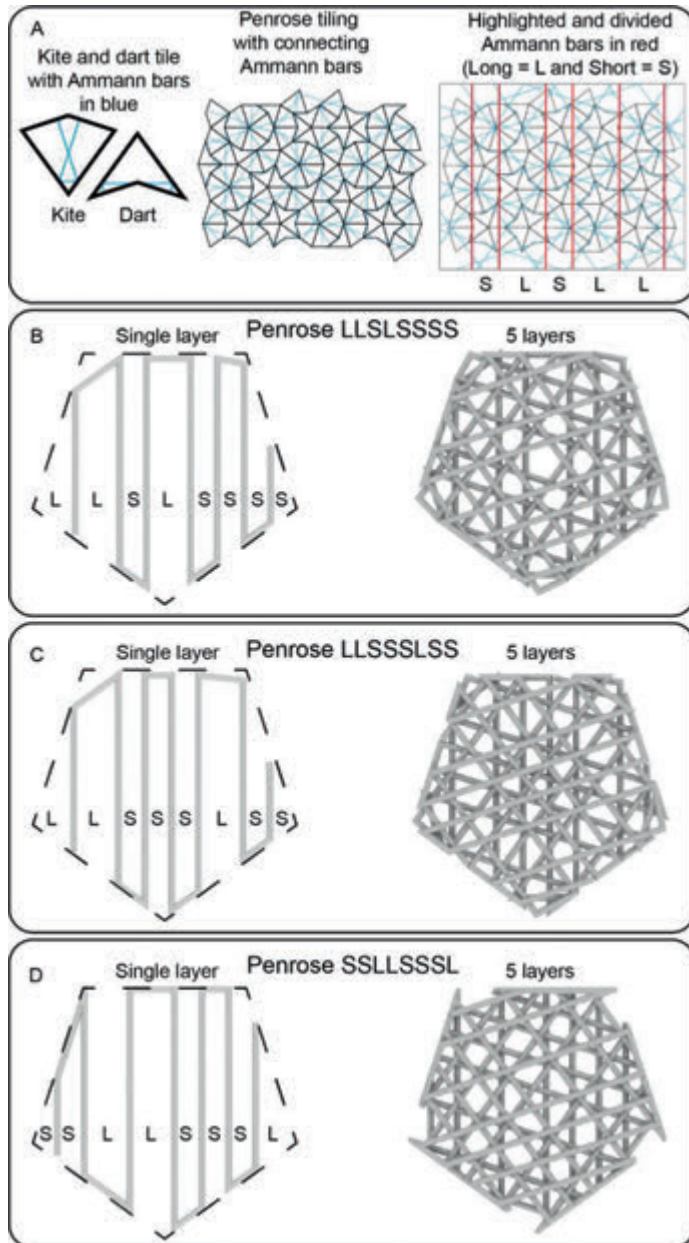 A
Kite and dart tile
with Ammann bars
in blue
Kite
Dart
Penrose tiling
with connecting
Ammann bars
Highlighted and divided
Ammann bars in red
(Long = L and Short = S)
S L S L L
B
Single layer
Penrose LLSLSSSS
5 layers
L L S L S S S S
C
Single layer
Penrose LLSSSLSS
5 layers
L L S S S L S S
D
Single layer
Penrose SSLLSSSL
5 layers
S S L L S S S L